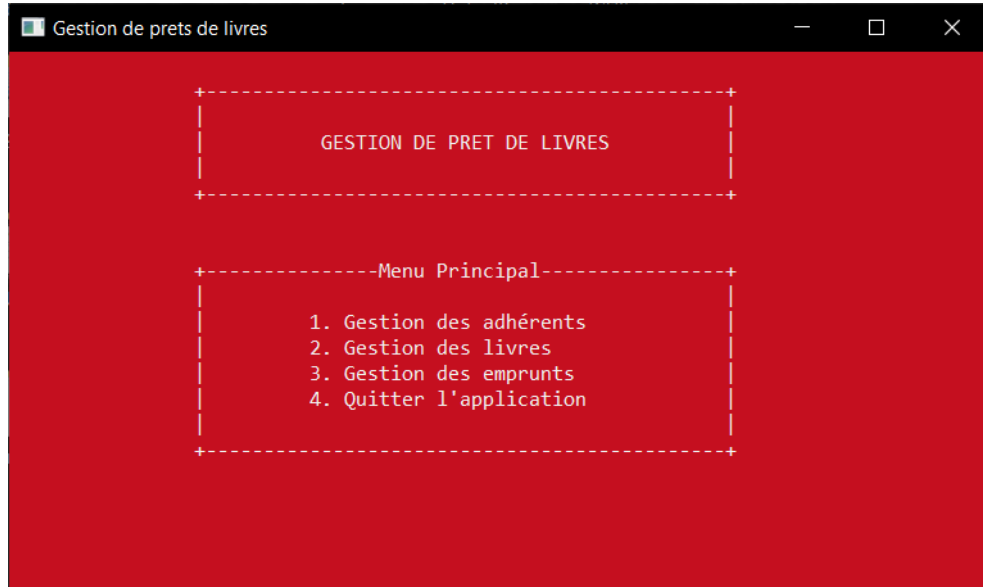 Gestion de prets de livres
GESTION DE PRET DE LIVRES
Menu Principal
1. Gestion des adhérents
2. Gestion des livres
3. Gestion des emprunts
4. Quitter l'application